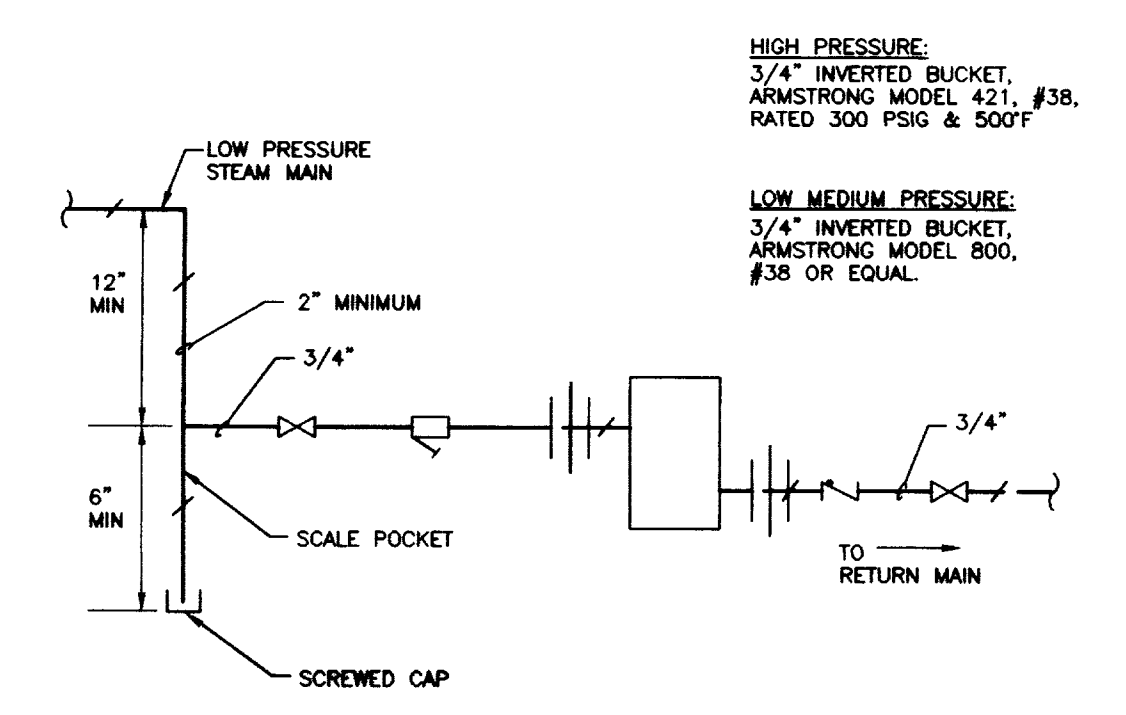 HIGH PRESSURE:
3/4" INVERTED BUCKET,
ARMSTRONG MODEL 421, #38,
RATED 300 PSIG & 500°F
LOW PRESSURE
STEAM MAIN
LOW MEDIUM PRESSURE:
3/4" INVERTED BUCKET,
ARMSTRONG MODEL 800,
#38 OR EQUAL.
12"
MIN
2" MINIMUM
3/4"
3/4"
6"
MIN
SCALE POCKET
TO
RETURN MAIN
SCREWED CAP